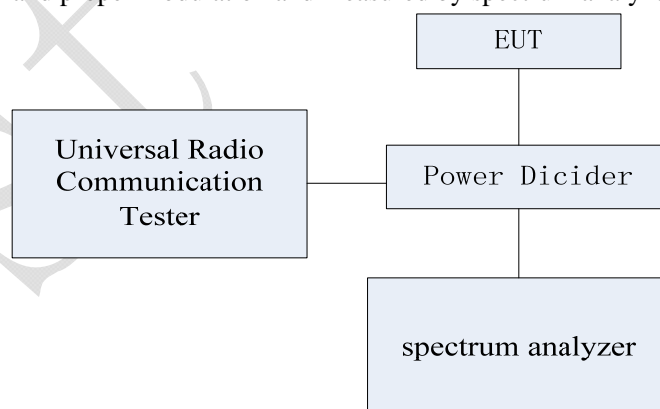 EUT
Universal Radio
Communication
Tester
Power Dicider
spectrum analyzer